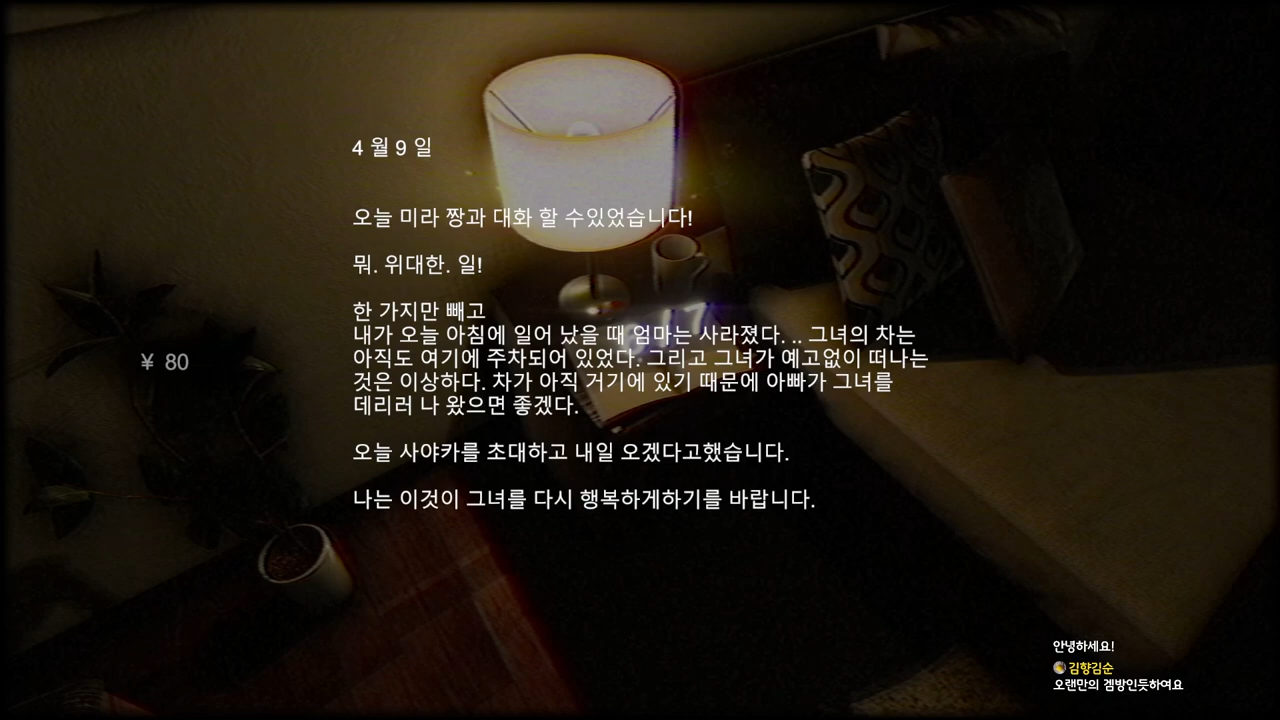 4 월 9 일
오늘 미라 짱과 대화 할 수있었습니다!
뭐. 위대한. 일!
한 가지만 빼고
내가 오늘 아침에 일어 났을 때 엄마는 사라졌다. .. 그녀의 차는
아직도 여기에 주차되어 있었다. 그리고 그녀가 예고없이 떠나는
것은 이상하다. 차가 아직 거기에 있기 때문에 아빠가 그녀를
데리러 나 왔으면 좋겠다.
오늘 사야카를 초대하고 내일 오겠다고했습니다.
나는 이것이 그녀를 다시 행복하게하기를 바랍니다.
¥ 80
안녕하세요!
김향김순
오랜만의 겜방인듯하여요